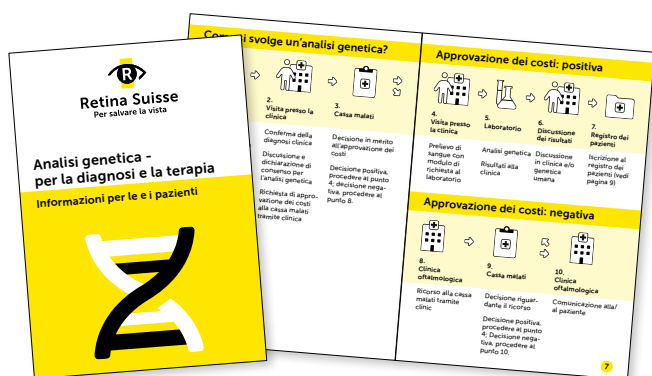 R
Retina Suisse
Per salvare la vista
Analisi genetica -
per la diagnosi e la terapia
Informazioni per le e i pazienti
svolge un'analisi genetica?
2.
Visita presso la
clinica
3.
Cassa malati
Conferma della
diagnosi clinica
Discussione e
dichiarazione di
consenso per
l'analisi genetica
Richiesta di appro-
vazione dei costi
alla cassa malati
tramite clinica
Decisione in merito
all'approvazione dei
costi
Decisione positiva,
procedere al punto
4; decisione nega-
tiva, procedere al
punto 8.
Approvazione dei costi: positiva
4.
Visita presso
la clinica
5.
Laboratorio
6.
Discussione
dei risultati
7.
Registro dei
pazienti
Prelievo di
sangue con
modulo di
richiesta al
laboratorio
Analisi genetica
Risultati alla
clinica
Discussione
in clinica e/o
genetica
umana
Iscrizione al
registro dei
pazienti (vedi
pagina 9)
Approvazione dei costi: negativa
8.
Clinica
oftalmologica
9.
Cassa malati
10.
Clinica
oftalmologica
Ricorso alla cassa
malati tramite
clinic
Decisione riguar-
dante il ricorso
Decisione positiva,
procedere al punto
4; Decisione nega-
tiva, procedere al
punto 10.
Comunicazione alla/
al paziente
7